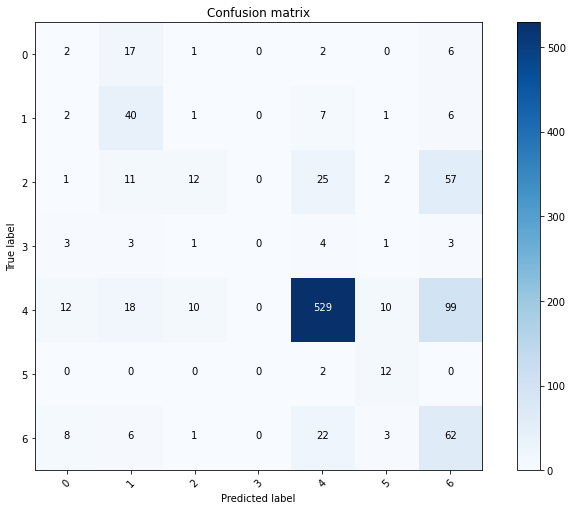 Confusion matrix
0 2 17 1 0 2 0 6
1 2 40 1 0 7 1 6
2 1 11 12 0 25 2 57
3 3 3 1 0 4 1 3
4 12 18 10 0 529 10 99
5 0 0 0 0 2 12 0
6 8 6 1 0 22 3 62
0 1 2 3 4 5 6
True label
Predicted label
500
400
300
200
100
0